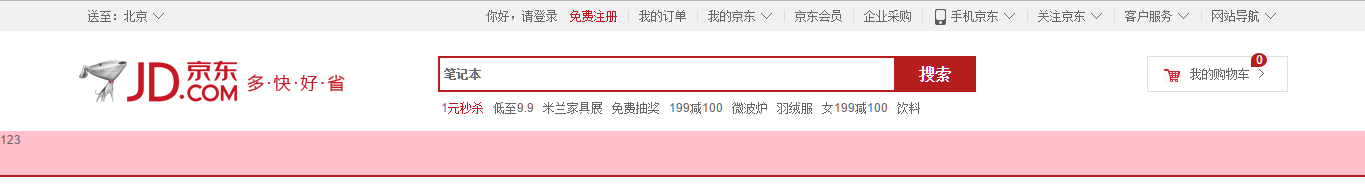 送至：北京
你好，请登录 免费注册 我的订单 我的京东 京东会员 企业采购 手机京东 关注京东 客户服务 网站导航
JD.COM 京东 多·快·好·省
笔记本 搜索
0
我的购物车
1元秒杀 低至9.9 米兰家具展 免费抽奖 199减100 微波炉 羽绒服 女199减100 饮料
123